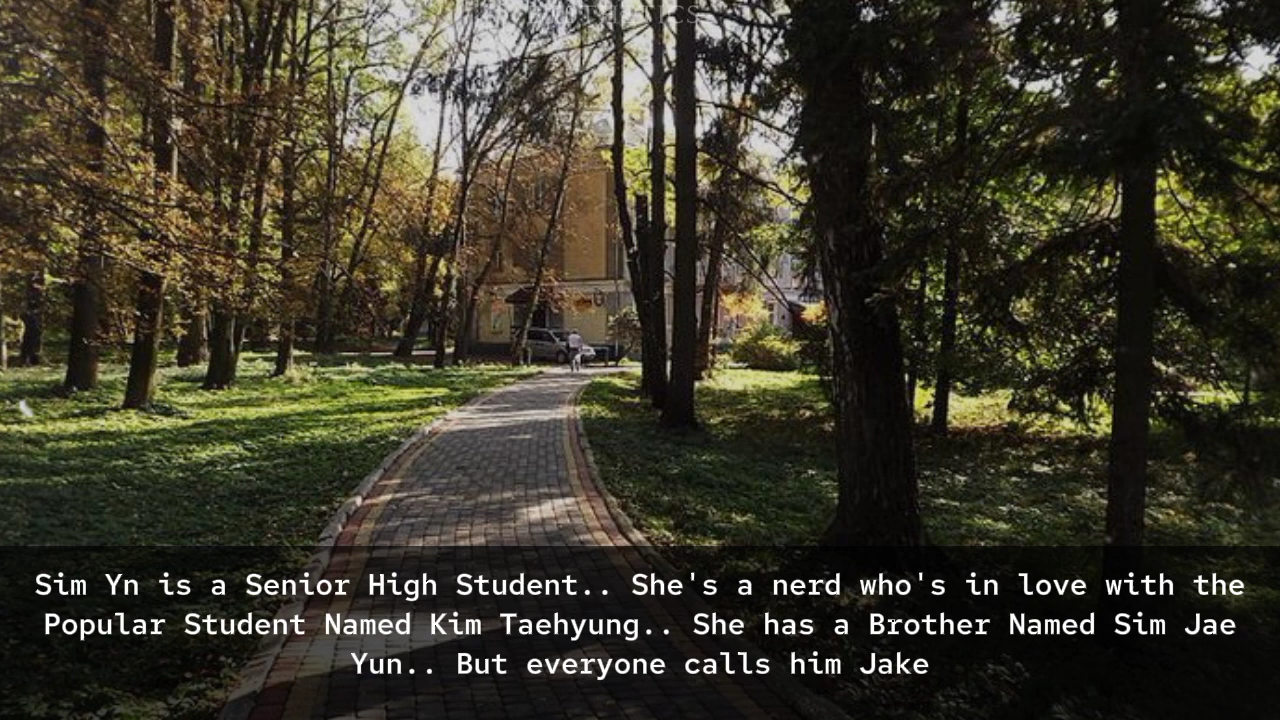 Sim Yn is a Senior High Student.. She's a nerd who's in love with the
Popular Student Named Kim Taehyung.. She has a Brother Named Sim Jae
Yun.. But everyone calls him Jake